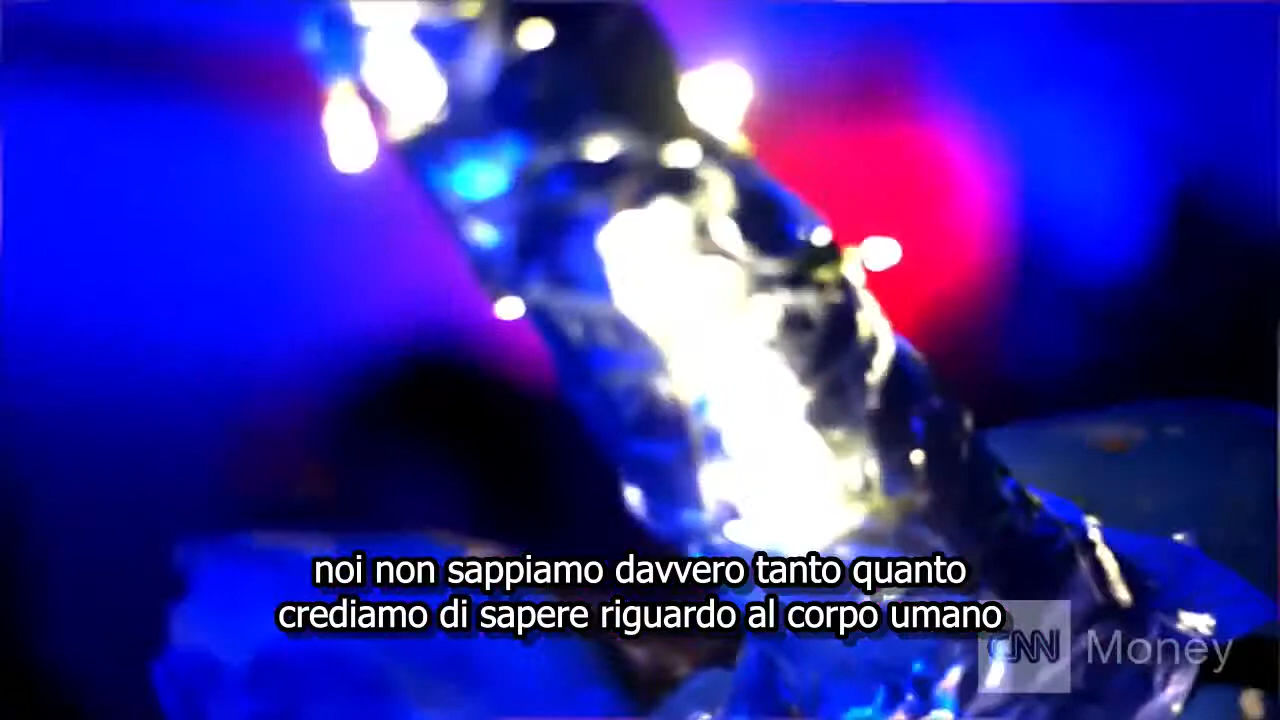 noi non sappiamo davvero tanto quanto
crediamo di sapere riguardo al corpo umano
CNN Money